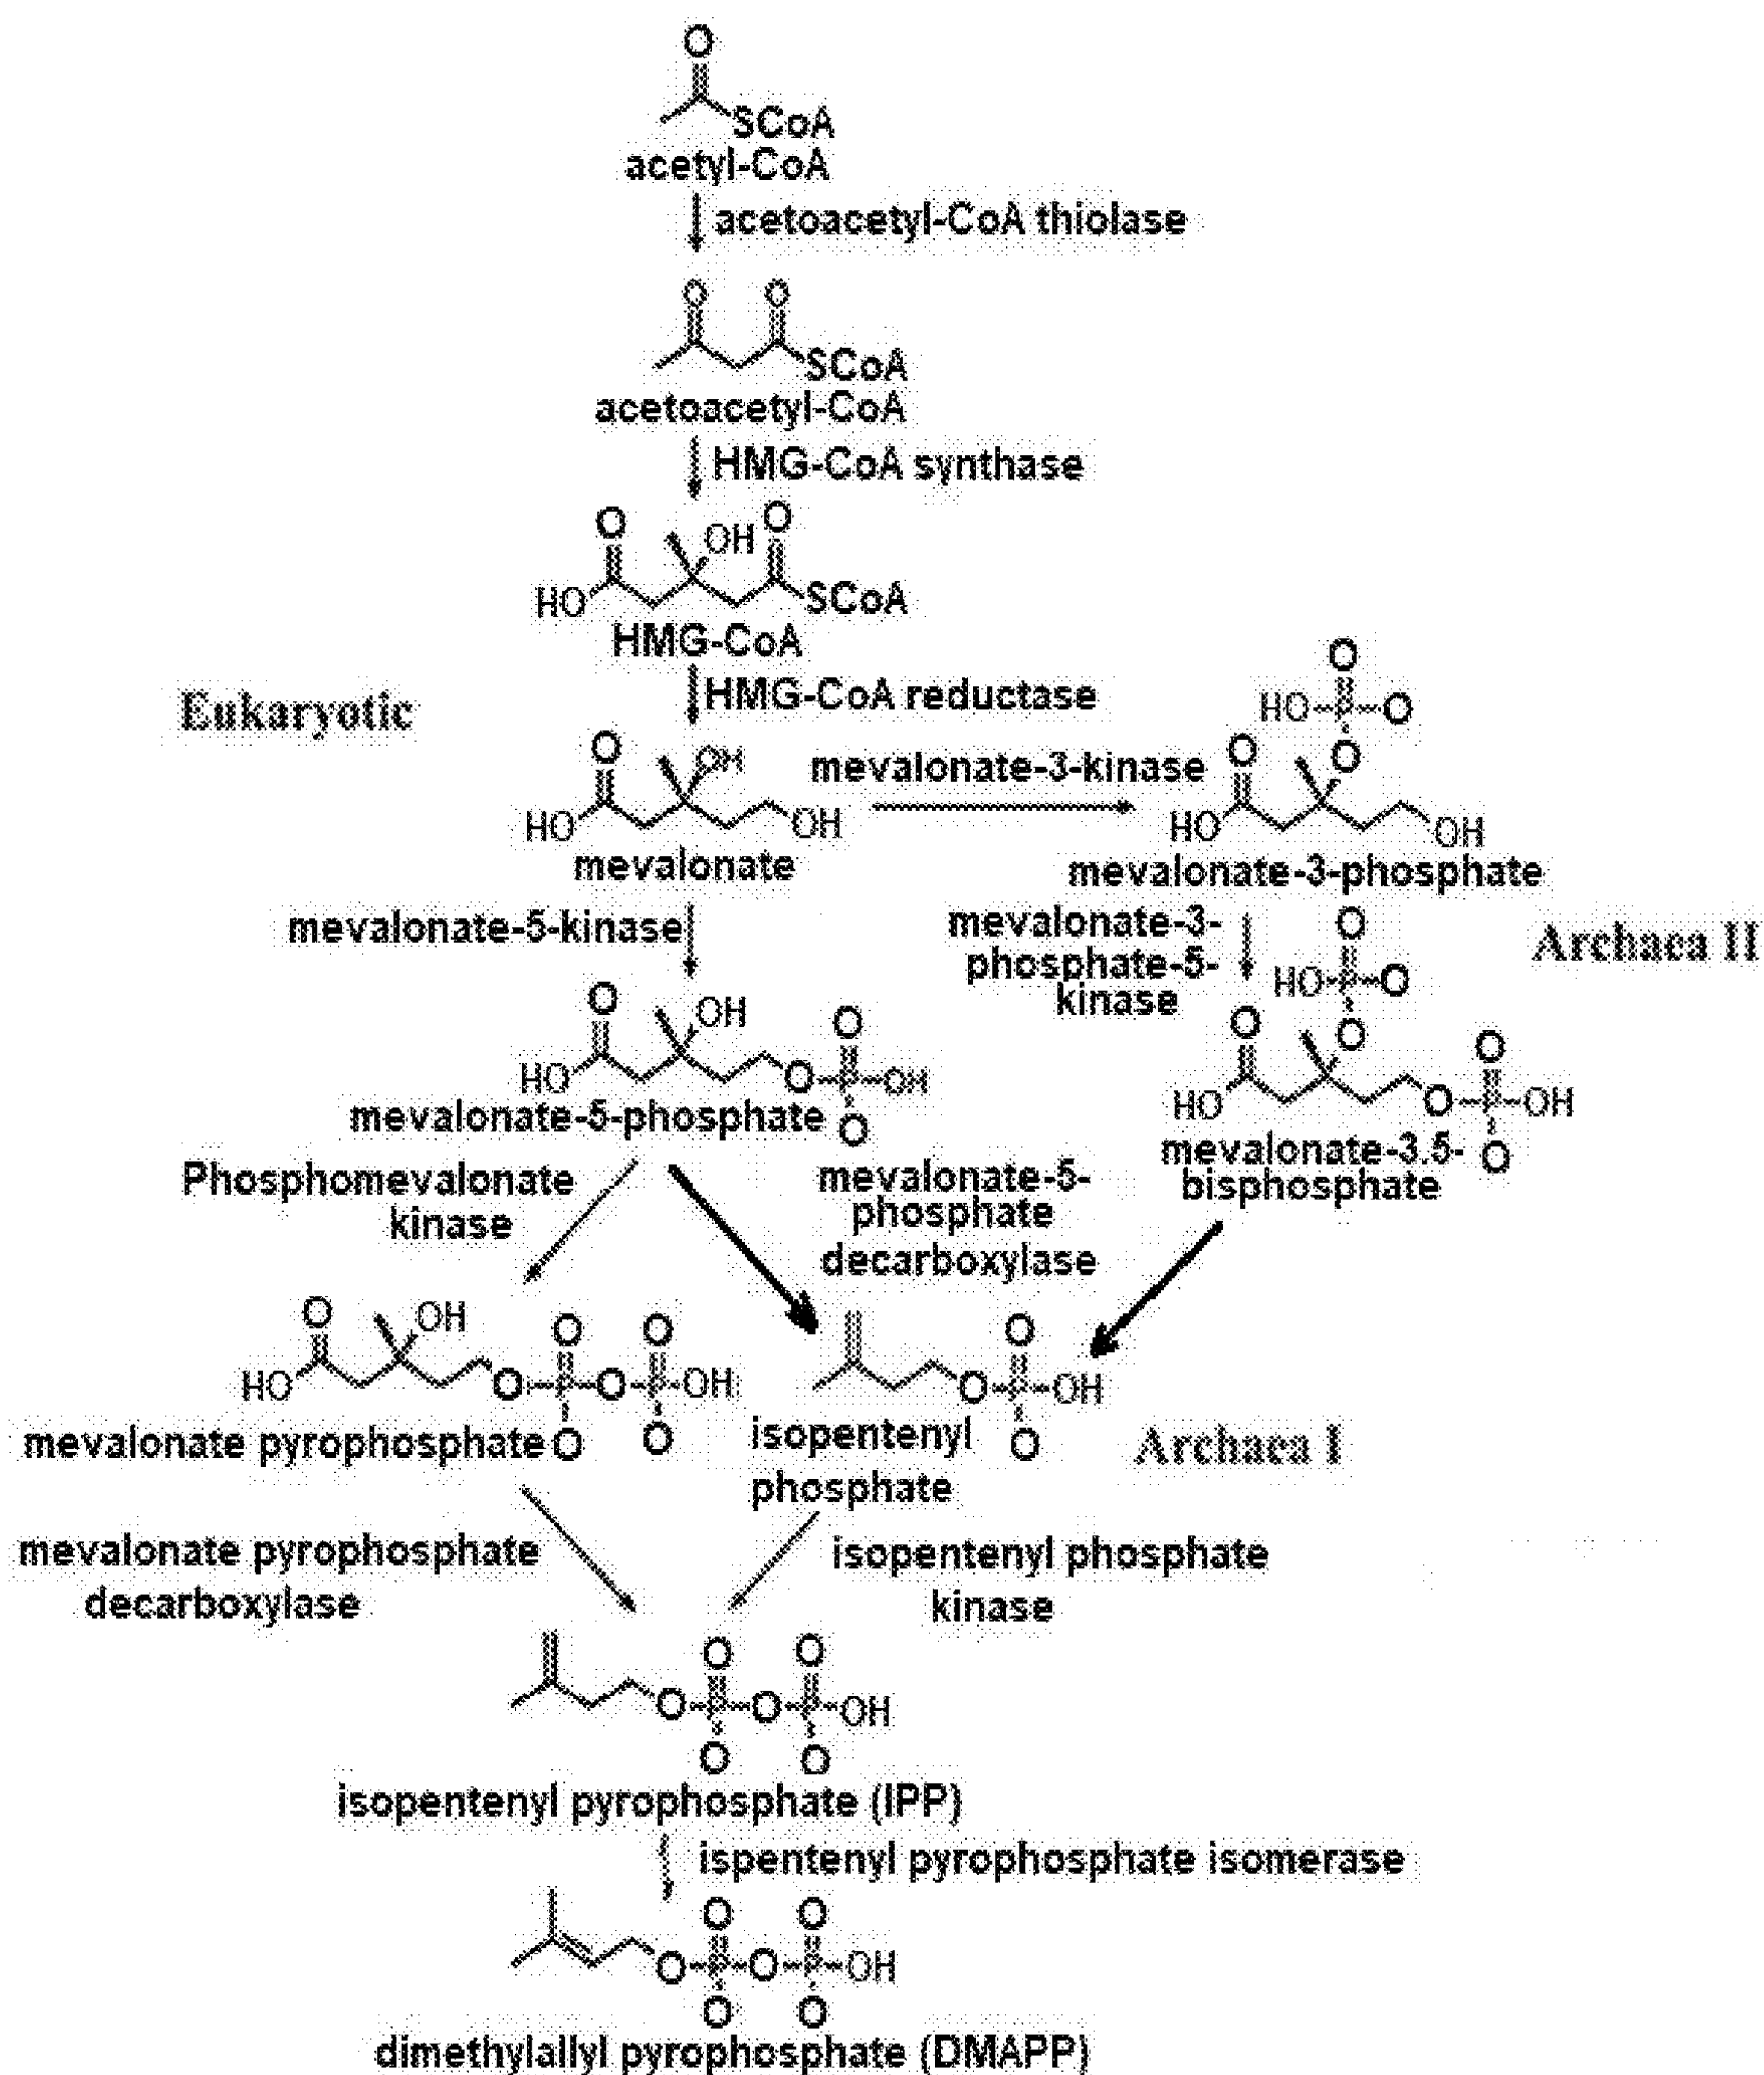 O
SCoA
acetyl-CoA
acetoacetyl-CoA thiolase
O O
SCoA
acetoacetyl-CoA
HMG-CoA synthase
O OH O
HO SCoA
HMG-CoA
HMG-CoA reductase
Eukaryotic
O OH
HO OH
mevalonate
mevalonate-3-kinase
O
HO P O
O O
HO OH
mevalonate-3-phosphate
mevalonate-5-kinase
mevalonate-3-
phosphate-5-
kinase
Archaea II
O OH O
HO O P OH
O
mevalonate-5-phosphate
O
HO P O
O O O
HO O P OH
O
mevalonate-3.5-
bisphosphate
Phosphomevalonate
kinase
mevalonate-5-
phosphate
decarboxylase
O OH O O
HO O P O P OH
O O
mevalonate pyrophosphate
O
O P OH
O
isopentenyl
phosphate
Archaea I
mevalonate pyrophosphate
decarboxylase
isopentenyl phosphate
kinase
O O
O P O P OH
O O
isopentenyl pyrophosphate (IPP)
ispentenyl pyrophosphate isomerase
O O
O P O P OH
O O
dimethylallyl pyrophosphate (DMAPP)